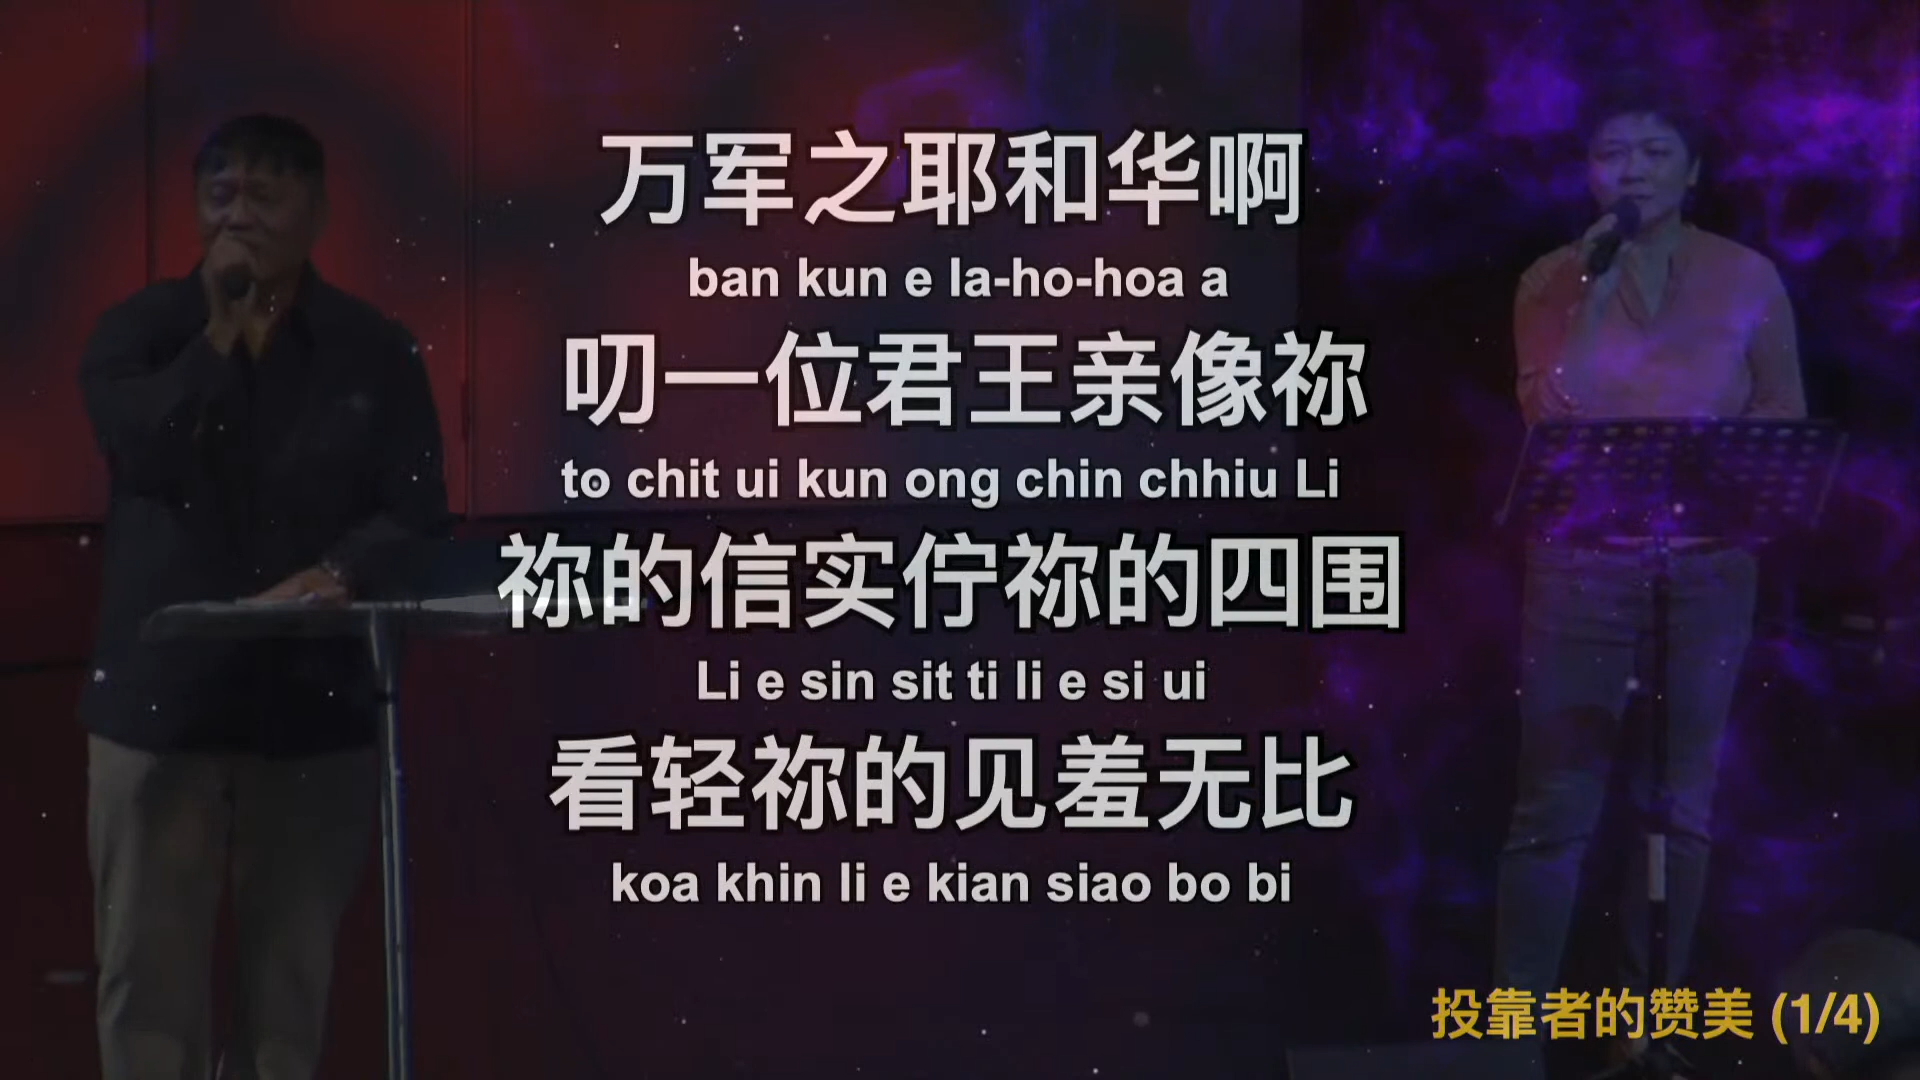 万军之耶和华啊
ban kun e la-ho-hoa a
叨一位君王亲像祢
to chit ui kun ong chin chhiu Li
祢的信实佇祢的四围
Li e sin sit ti li e si ui
看轻祢的见羞无比
koa khin li e kian siao bo bi
投靠者的赞美 (1/4)